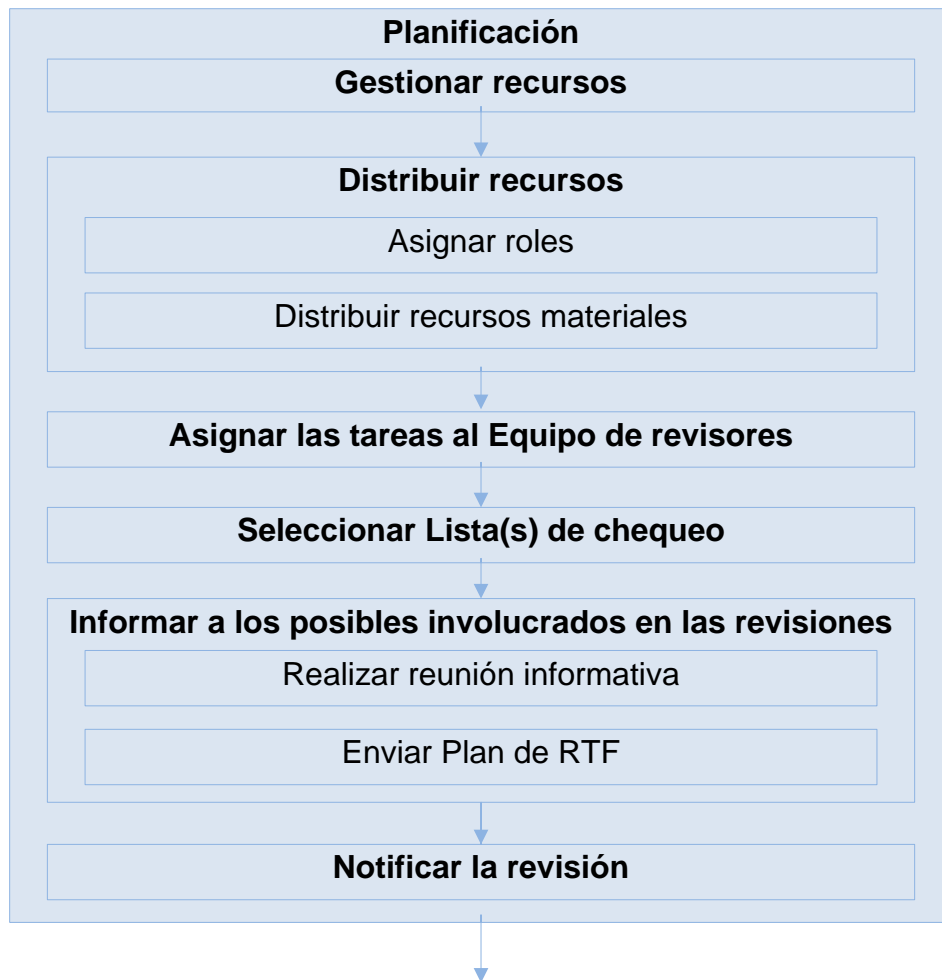 Planificación
Gestionar recursos
Distribuir recursos
Asignar roles
Distribuir recursos materiales
Asignar las tareas al Equipo de revisores
Seleccionar Lista(s) de chequeo
Informar a los posibles involucrados en las revisiones
Realizar reunión informativa
Enviar Plan de RTF
Notificar la revisión